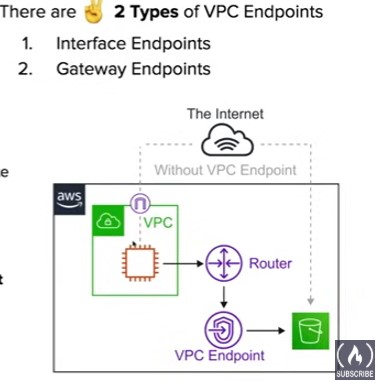 There are ✌ 2 Types of VPC Endpoints
1. Interface Endpoints
2. Gateway Endpoints
The Internet
Without VPC Endpoint
e
aws
VPC
Router
t
VPC Endpoint
SUBSCRIBE